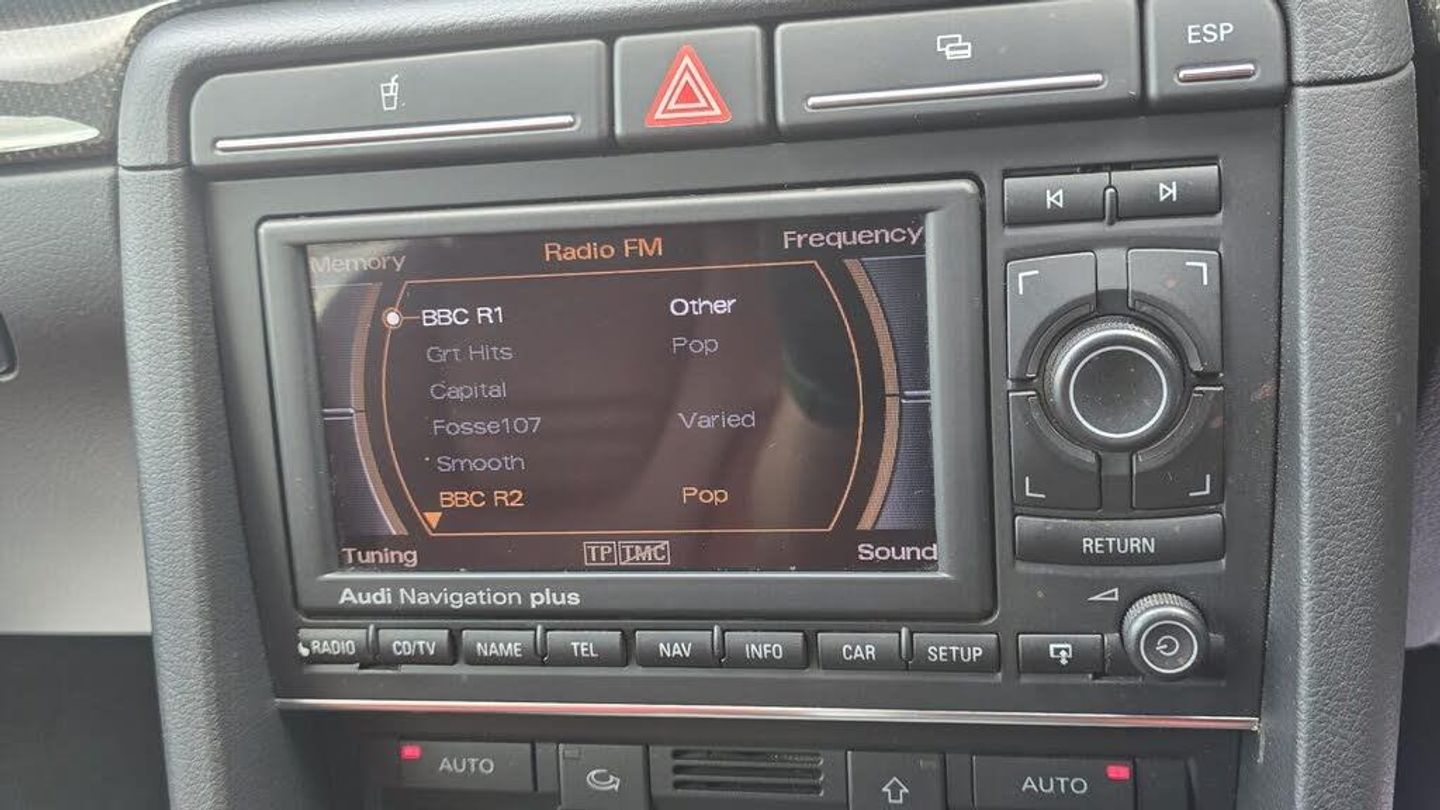 ESP
Memory Radio FM Frequency
BBC R1 Other
Grt Hits Pop
Capital
Fosse107 Varied
Smooth
BBC R2 Pop
Tuning TP TMC Sound
Audi Navigation plus
RETURN
RADIO CD/TV NAME TEL NAV INFO CAR SETUP
AUTO AUTO